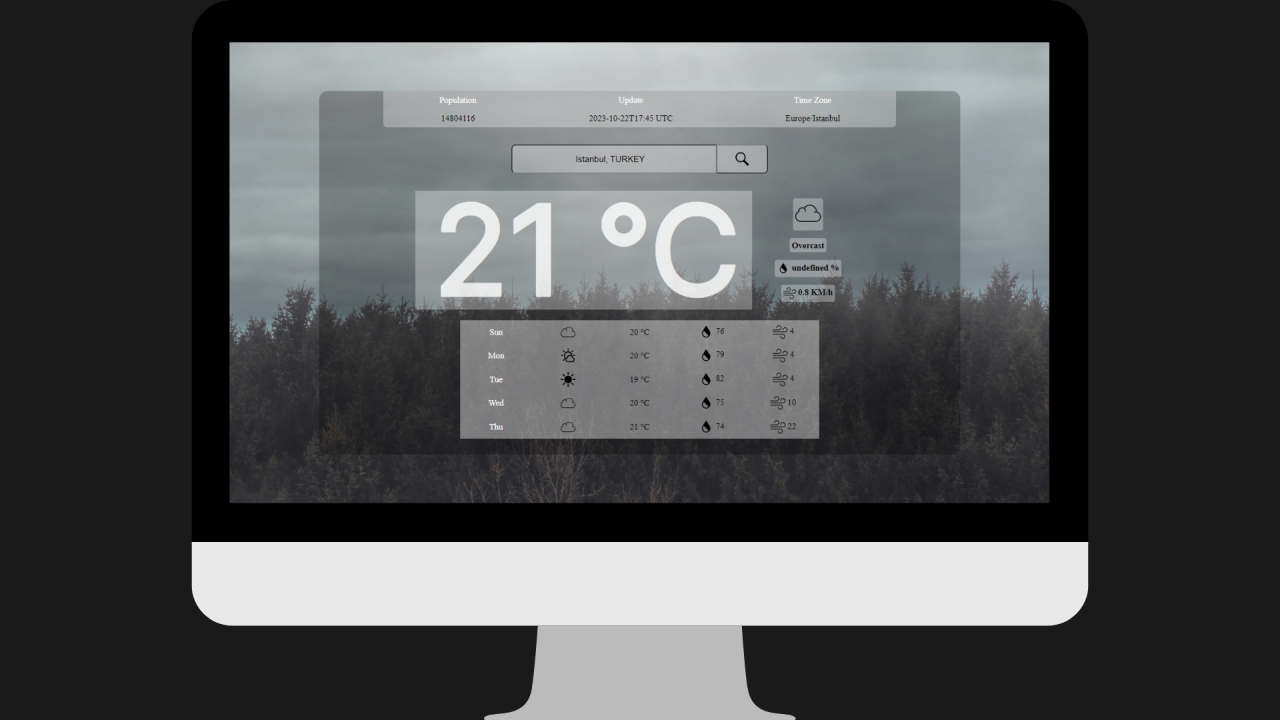 Population Update Time Zone
14804116 2023-10-22T17:45 UTC Europe/Istanbul
Istanbul, TURKEY
21 °C
Overcast
undefined %
0.8 KM/h
Sun 20 °C 76 4
Mon 20 °C 79 4
Tue 19 °C 82 4
Wed 20 °C 75 10
Thu 21 °C 74 22